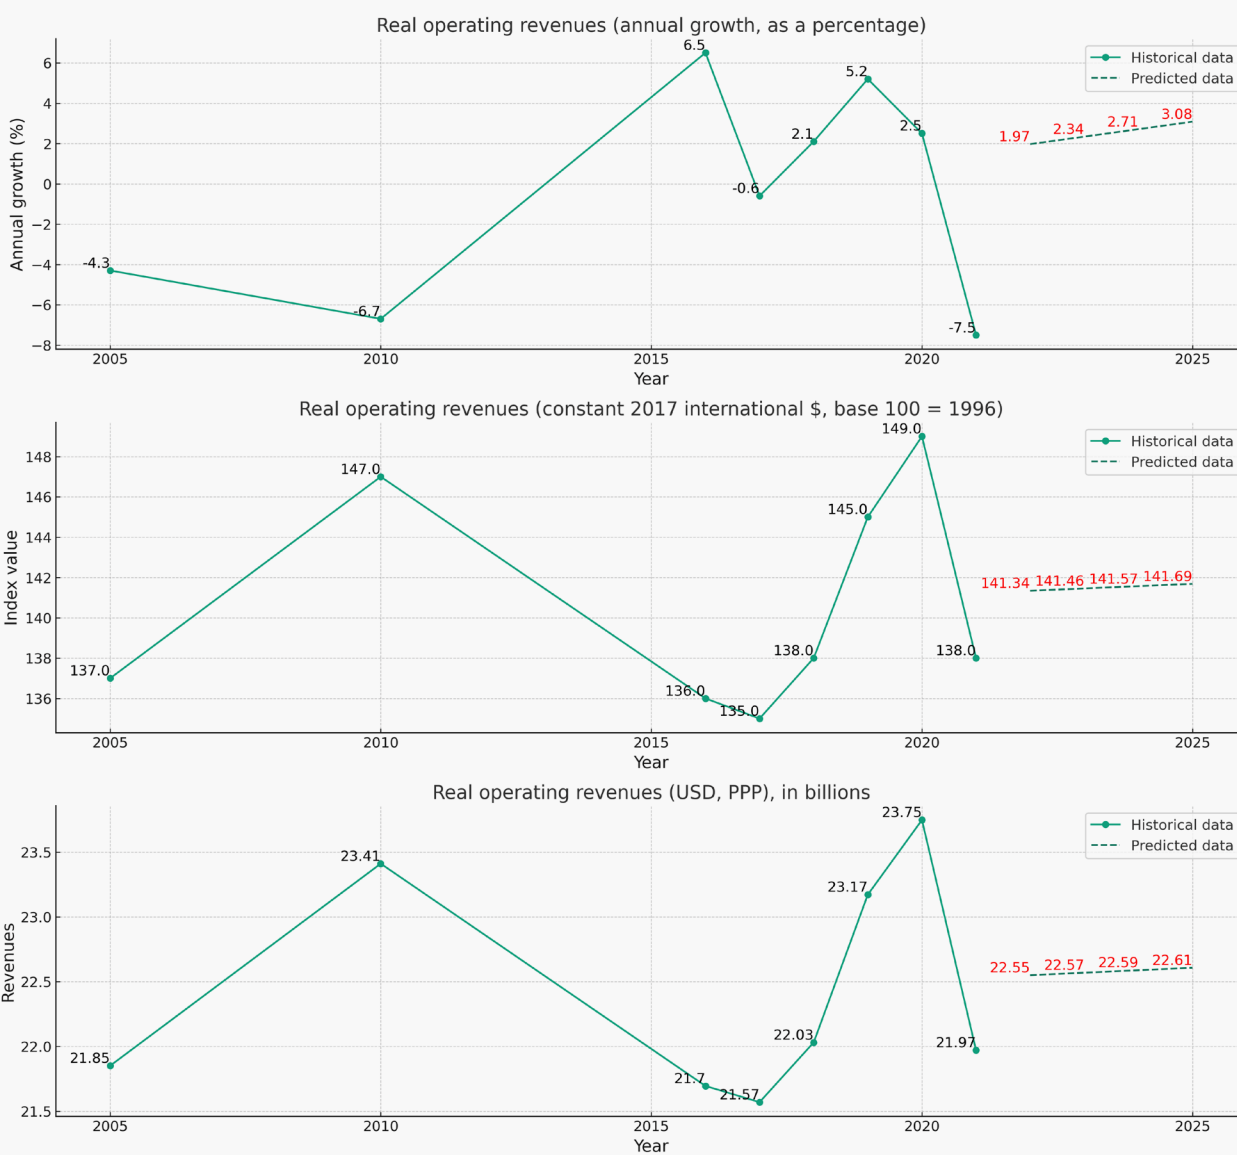 Real operating revenues (annual growth, as a percentage)
Annual growth (%)
6
4
2
0
−2
−4
−6
−8
-4.3
-6.7
6.5
-0.6
2.1
5.2
2.5
-7.5
1.97
2.34
2.71
3.08
Historical data
Predicted data
2005 2010 2015 2020 2025
Year
Real operating revenues (constant 2017 international $, base 100 = 1996)
Index value
148
146
144
142
140
138
136
137.0
147.0
136.0
135.0
138.0
145.0
149.0
138.0
141.34 141.46 141.57 141.69
Historical data
Predicted data
2005 2010 2015 2020 2025
Year
Real operating revenues (USD, PPP), in billions
Revenues
23.5
23.0
22.5
22.0
21.5
21.85
23.41
21.7
21.57
22.03
23.17
23.75
21.97
22.55 22.57 22.59 22.61
Historical data
Predicted data
2005 2010 2015 2020 2025
Year